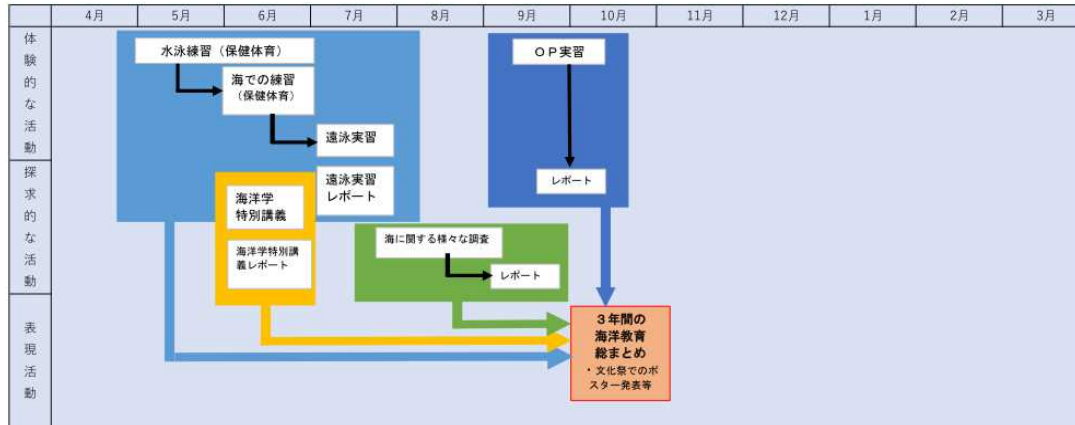 4月 5月 6月 7月 8月 9月 10月 11月 12月 1月 2月 3月
体験的な活動
水泳練習（保健体育）
海での練習
（保健体育）
遠泳実習
ＯＰ実習
探求的な活動
遠泳実習
レポート
レポート
海洋学
特別講義
海洋学特別講
義レポート
海に関する様々な調査
レポート
表現活動
３年間の
海洋教育
総まとめ
・文化祭でのポ
スター発表等